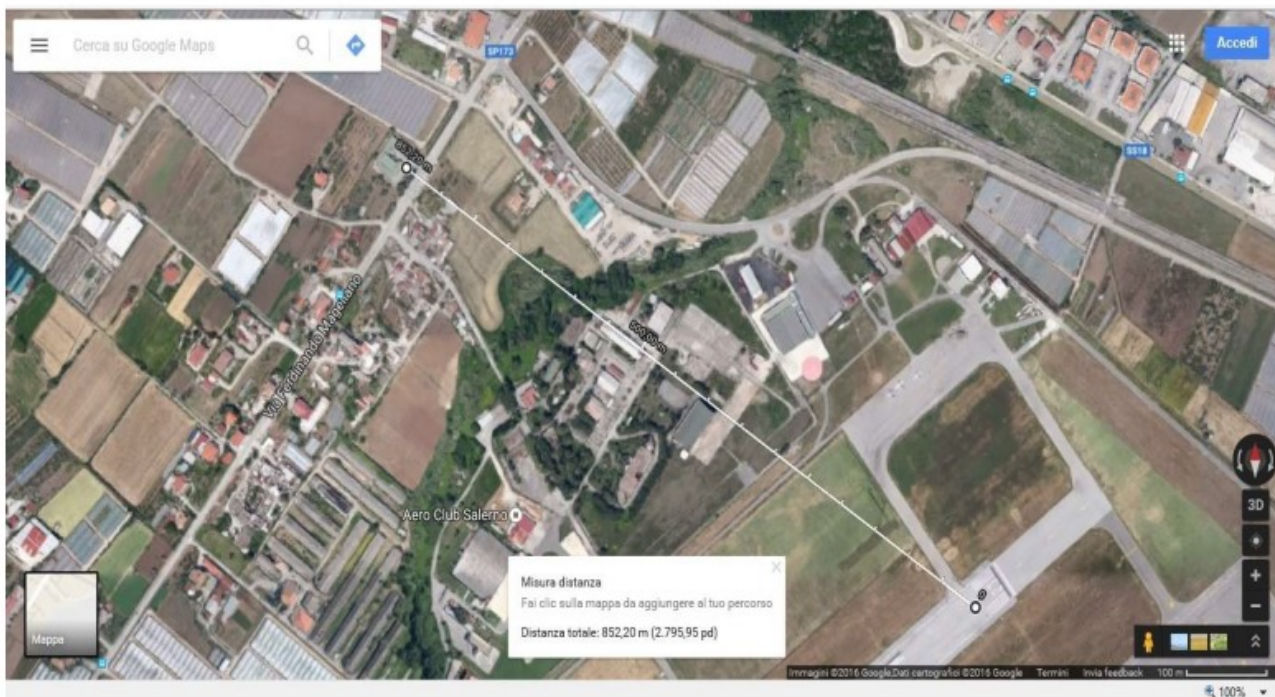 Cerca su Google Maps
Accedi
SP173
SS18
852,20 m
Via Ferdinando Magellano
Aero Club Salerno
0
3D
Misura distanza
Fai clic sulla mappa da aggiungere al tuo percorso
Distanza totale: 852,20 m (2.795,95 pd)
Mappa
Immagini ©2016 Google,Dati cartografici ©2016 Google Termini Invia feedback 100 m
100%